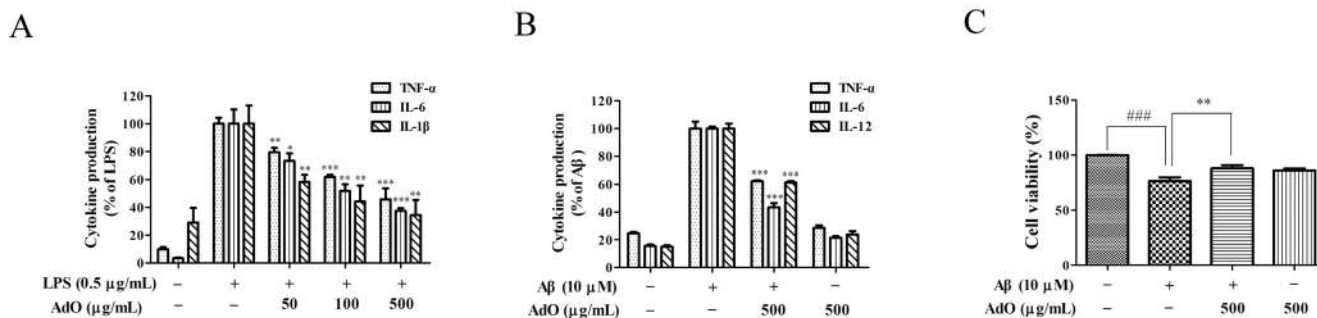 A
TNF-α
IL-6
IL-1β
Cytokine production
(% of LPS)
120
100
80
60
40
20
0
** * **
*** ** **
*** *** **
LPS (0.5 μg/mL) – + + + +
AdO (μg/mL) – – 50 100 500
B
TNF-α
IL-6
IL-12
Cytokine production
(%of Aβ )
120
100
80
60
40
20
0
*** *** ***
Aβ (10 μM) – + + –
AdO (μg/mL) – – 500 500
C
Cell viability (%)
150
100
50
0
###
**
Aβ (10 μM) – + + –
AdO (μg/mL) – – 500 500